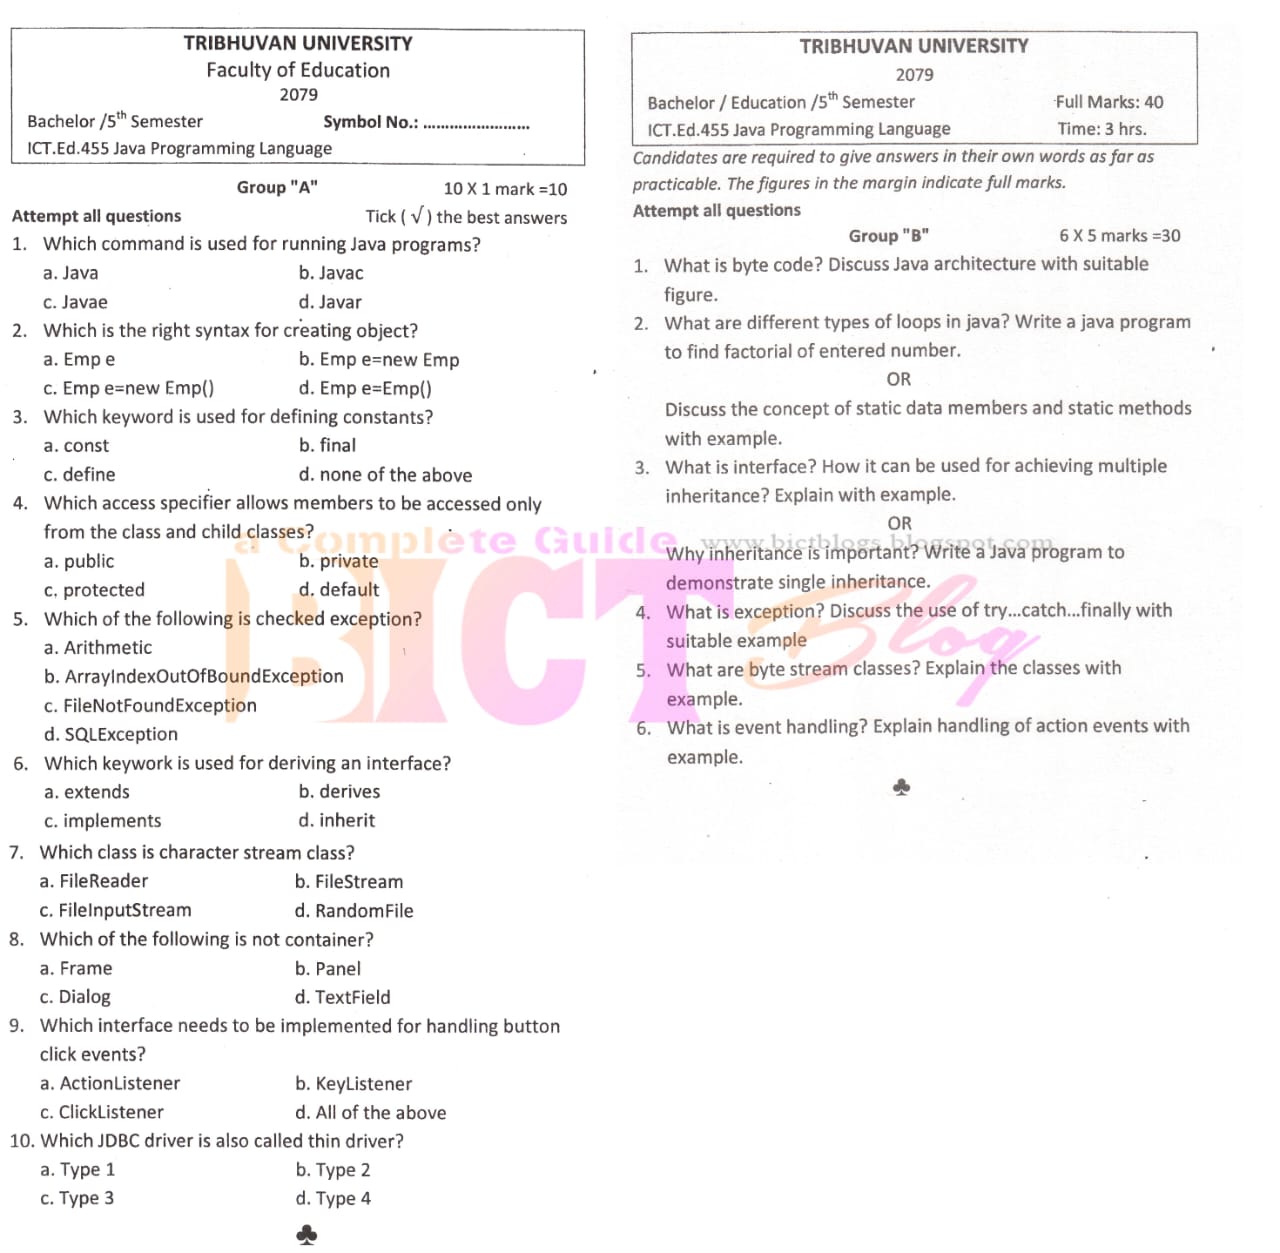 TRIBHUVAN UNIVERSITY
Faculty of Education
2079
Bachelor /5th Semester Symbol No.: ........................
ICT.Ed.455 Java Programming Language
Group "A" 10 X 1 mark =10
Attempt all questions Tick ( √ ) the best answers
1. Which command is used for running Java programs?
a. Java b. Javac
c. Javae d. Javar
2. Which is the right syntax for creating object?
a. Emp e b. Emp e=new Emp
c. Emp e=new Emp() d. Emp e=Emp()
3. Which keyword is used for defining constants?
a. const b. final
c. define d. none of the above
4. Which access specifier allows members to be accessed only
from the class and child classes?
a. public b. private
c. protected d. default
5. Which of the following is checked exception?
a. Arithmetic
b. ArrayIndexOutOfBoundException
c. FileNotFoundException
d. SQLException
6. Which keywork is used for deriving an interface?
a. extends b. derives
c. implements d. inherit
7. Which class is character stream class?
a. FileReader b. FileStream
c. FileInputStream d. RandomFile
8. Which of the following is not container?
a. Frame b. Panel
c. Dialog d. TextField
9. Which interface needs to be implemented for handling button
click events?
a. ActionListener b. KeyListener
c. ClickListener d. All of the above
10. Which JDBC driver is also called thin driver?
a. Type 1 b. Type 2
c. Type 3 d. Type 4
TRIBHUVAN UNIVERSITY
2079
Bachelor / Education /5th Semester Full Marks: 40
ICT.Ed.455 Java Programming Language Time: 3 hrs.
Candidates are required to give answers in their own words as far as
practicable. The figures in the margin indicate full marks.
Attempt all questions
Group "B" 6 X 5 marks =30
1. What is byte code? Discuss Java architecture with suitable
figure.
2. What are different types of loops in java? Write a java program
to find factorial of entered number.
OR
Discuss the concept of static data members and static methods
with example.
3. What is interface? How it can be used for achieving multiple
inheritance? Explain with example.
OR
Why inheritance is important? Write a Java program to
demonstrate single inheritance.
4. What is exception? Discuss the use of try...catch...finally with
suitable example
5. What are byte stream classes? Explain the classes with
example.
6. What is event handling? Explain handling of action events with
example.
a Complete Guide
www.bictblogs.blogspot.com
BICT Blog